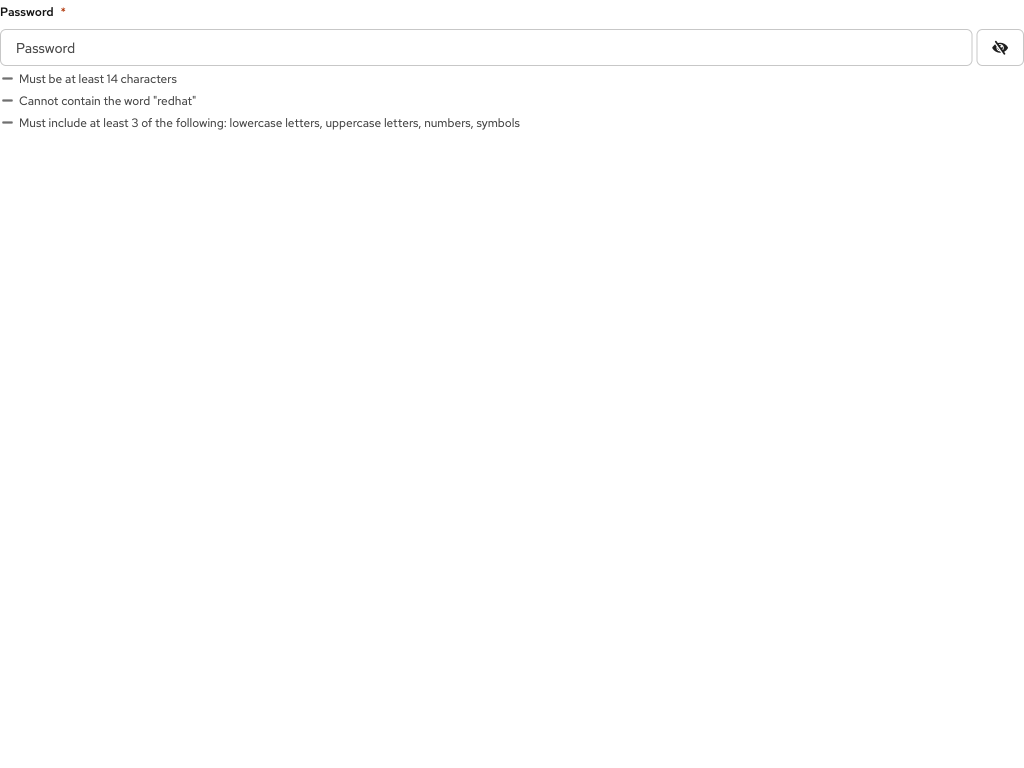 Password *
Password
Must be at least 14 characters
Cannot contain the word "redhat"
Must include at least 3 of the following: lowercase letters, uppercase letters, numbers, symbols